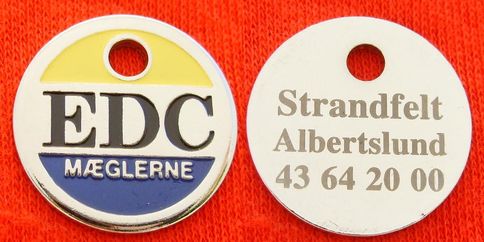 EDC
MÆGLERNE
Strandfelt
Albertslund
43 64 20 00